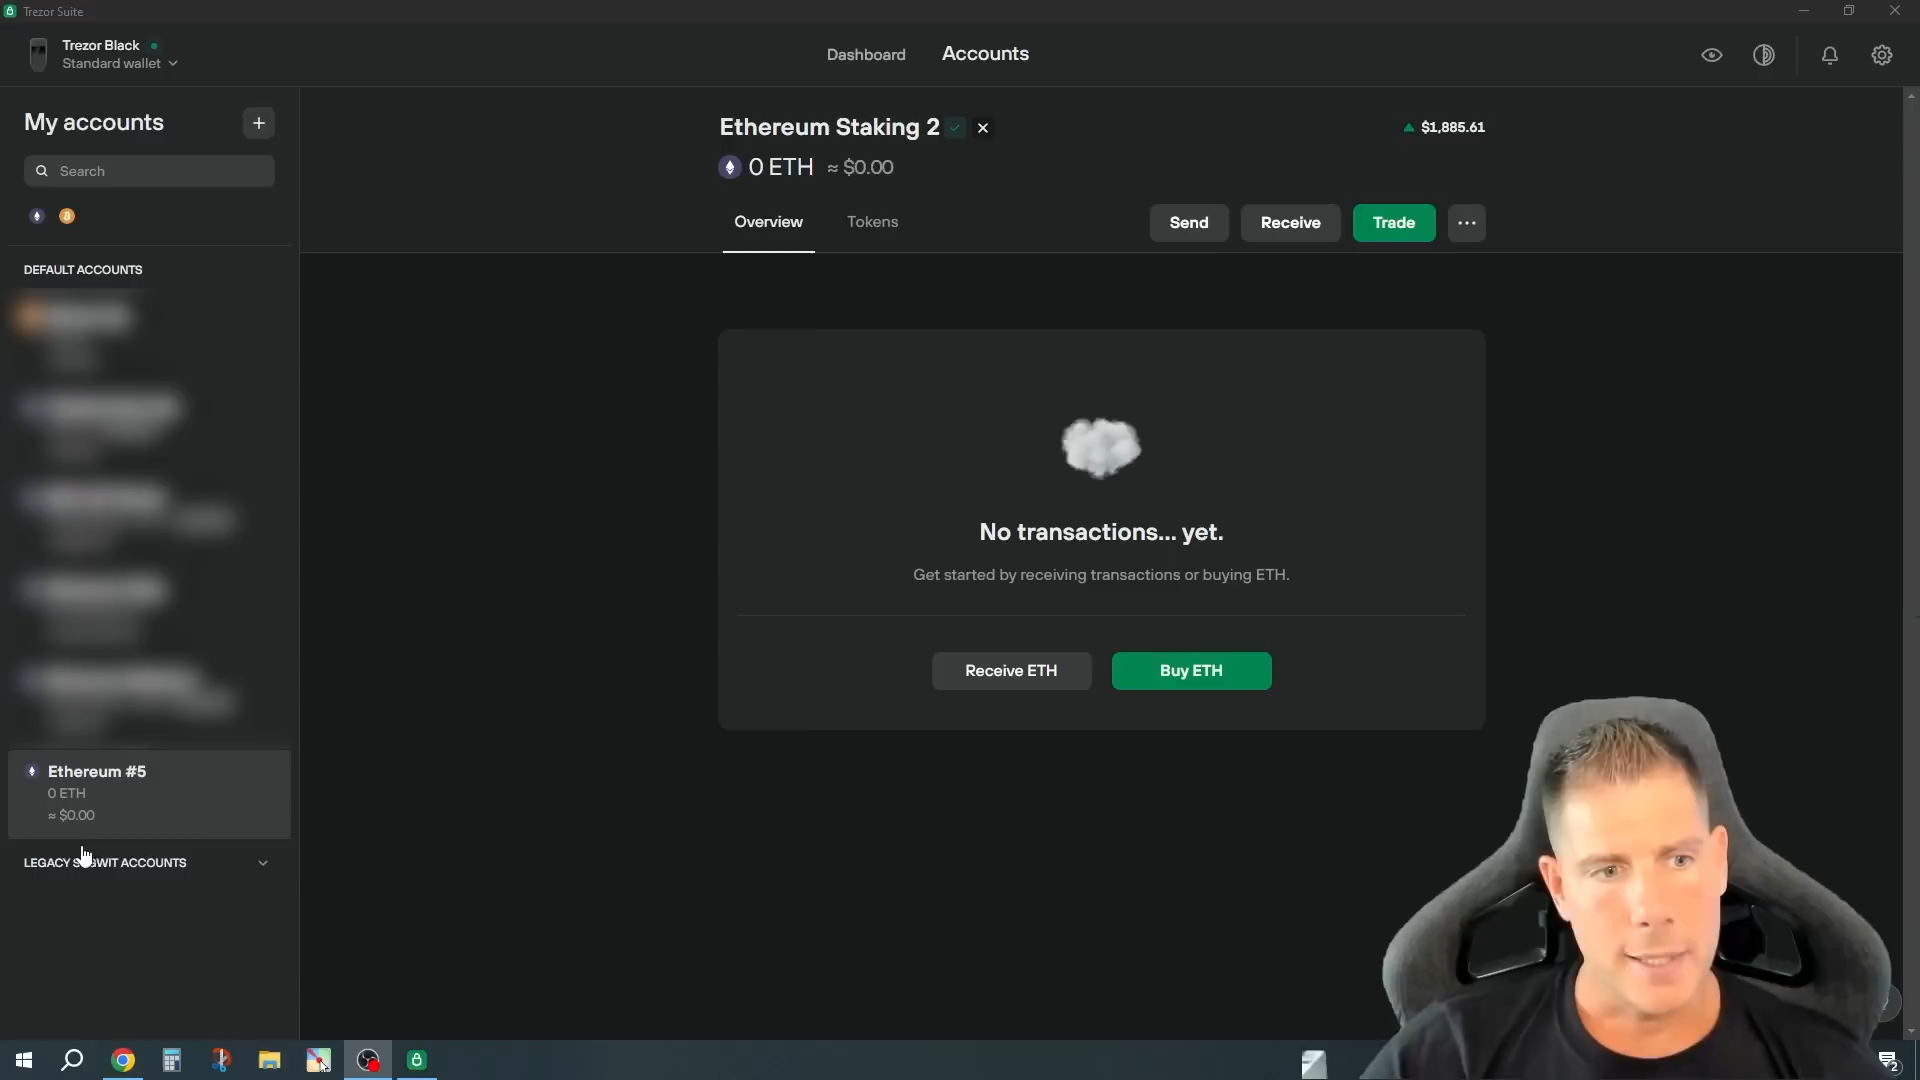 Trezor Suite
Trezor Black
Standard wallet
Dashboard
Accounts
My accounts
Search
DEFAULT ACCOUNTS
Ethereum #5
0 ETH
≈ $0.00
LEGACY SEGWIT ACCOUNTS
Ethereum Staking 2
$1,885.61
0 ETH ≈ $0.00
Overview
Tokens
Send
Receive
Trade
No transactions... yet.
Get started by receiving transactions or buying ETH.
Receive ETH
Buy ETH
2